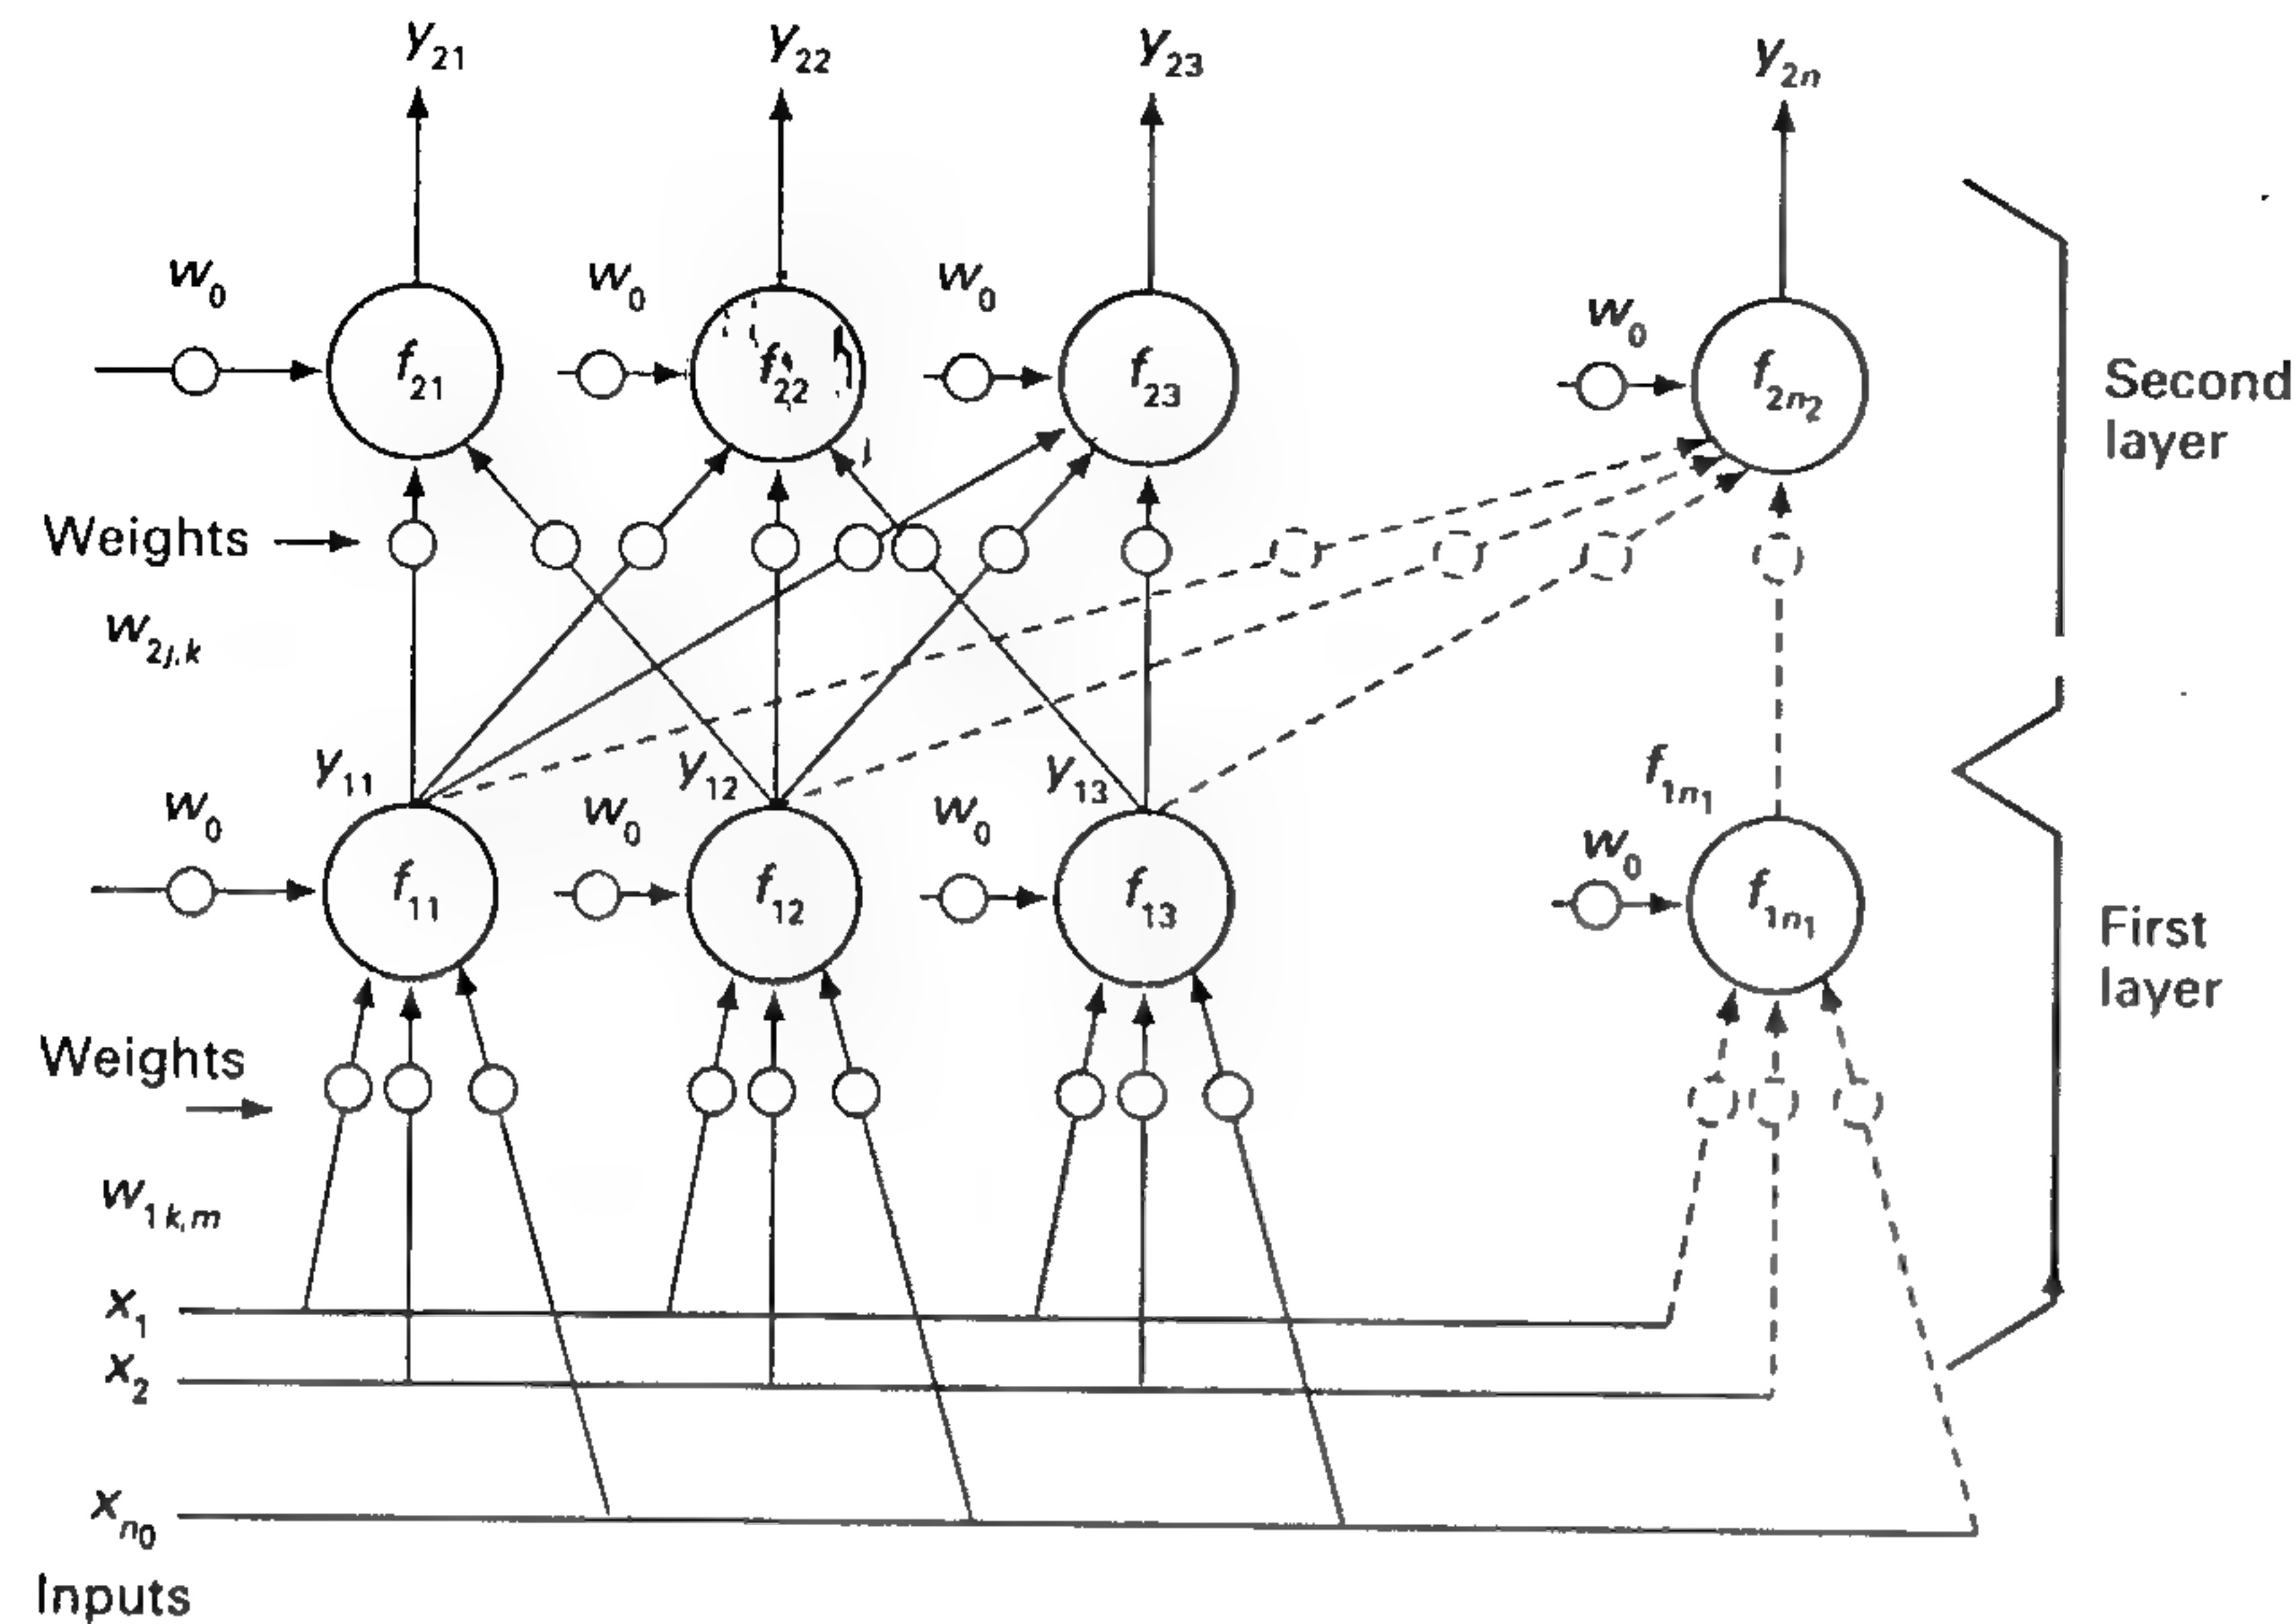 y21 y22 y23 y2n
w0 w0 w0 w0
f21 f22 f23 f2n2
Second
layer
Weights
w2j,k
y11 y12 y13 f1n1
w0 w0 w0 w0
f11 f12 f13 f1n1
First
layer
Weights
w1k,m
x1
x2
xn0
Inputs